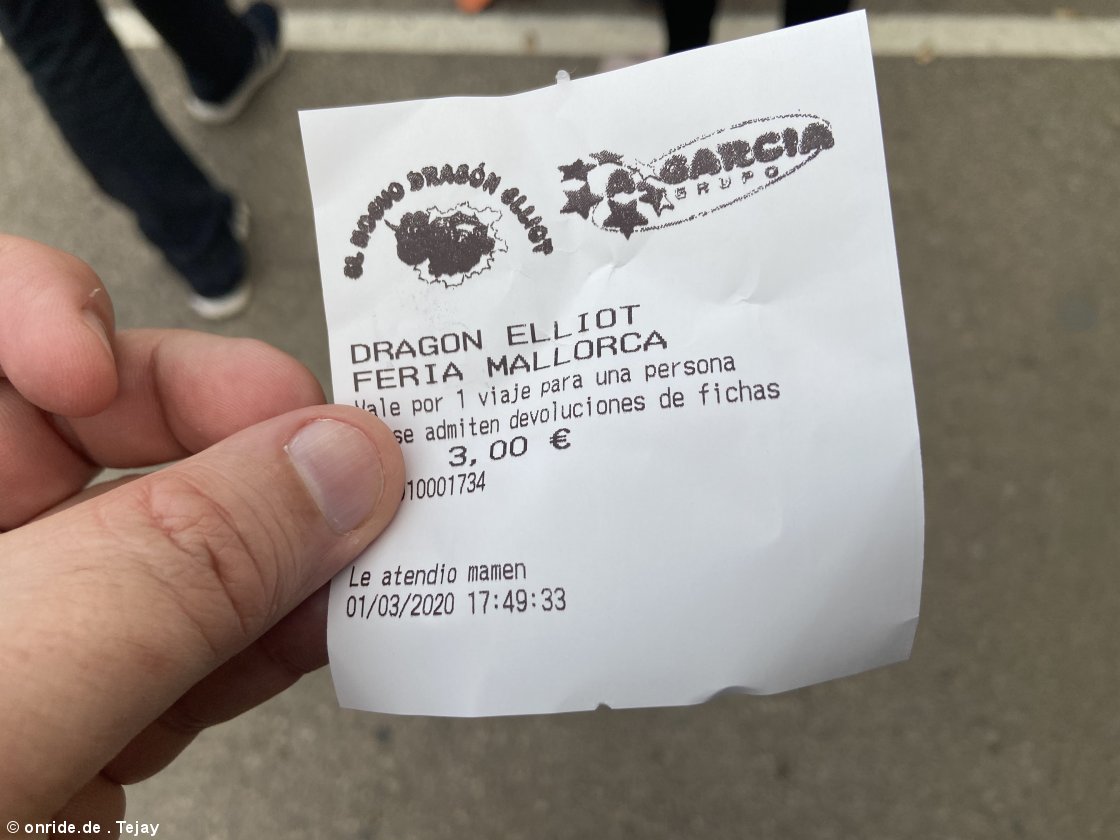 EL NUEVO DRAGÓN ELLIOT
A. GARCIA
GRUPO
DRAGON ELLIOT
FERIA MALLORCA
Vale por 1 viaje para una persona
se admiten devoluciones de fichas
3,00 €
10001734
Le atendio mamen
01/03/2020 17:49:33
© onride.de . Tejay